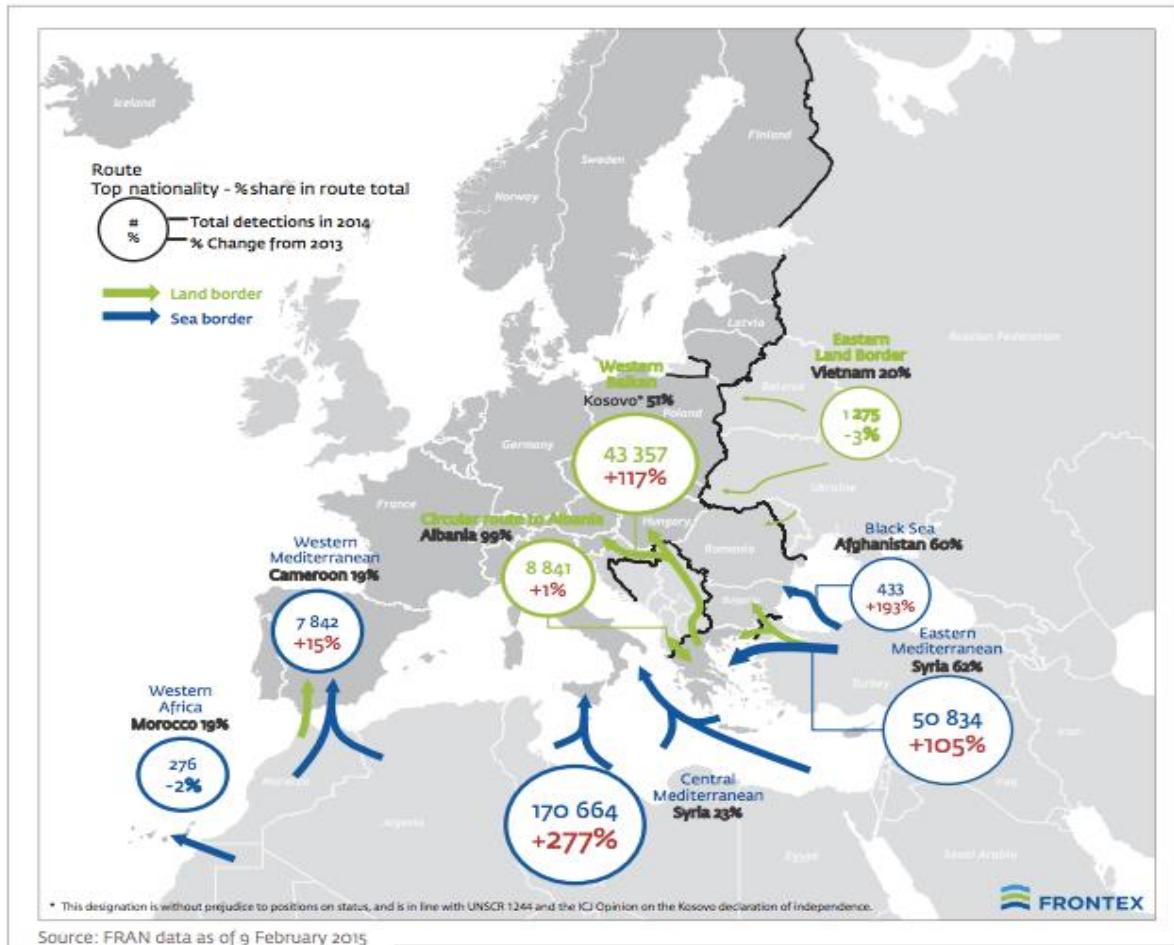 Iceland
Finland
Sweden
Norway
Route
Top nationality - % share in route total
#
%
Total detections in 2014
% Change from 2013
Land border
Sea border
Latvia
Russian Federation
Eastern
Land Border
Vietnam 20%
1 275
-3%
Belarus
Western
Balkan
Kosovo* 51%
43 357
+117%
Poland
Germany
Ukraine
France
Circular route to Albania
Albania 99%
8 841
+1%
Hungary
Romania
Black Sea
Afghanistan 60%
433
+193%
Western
Mediterranean
Cameroon 19%
7 842
+15%
Eastern
Mediterranean
Syria 62%
50 834
+105%
Turkey
Western
Africa
Morocco 19%
276
-2%
Central
Mediterranean
Syria 23%
170 664
+277%
Algeria
Iraq
Egypt
Saudi Arabia
* This designation is without prejudice to positions on status, and is in line with UNSCR 1244 and the ICJ Opinion on the Kosovo declaration of independence.
FRONTEX
Source: FRAN data as of 9 February 2015